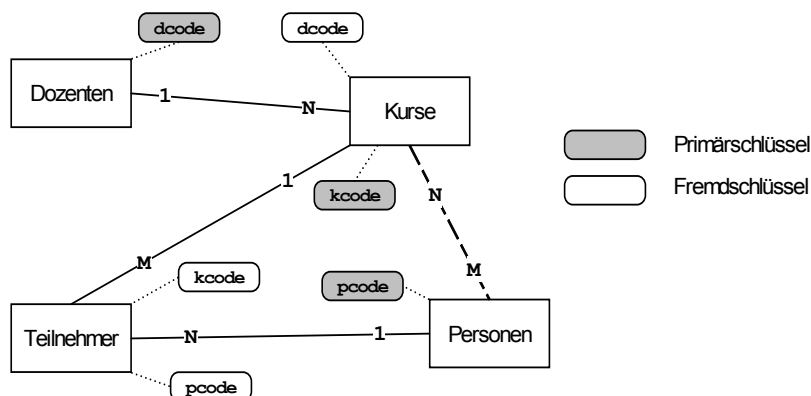 dcode
dcode
Dozenten
1
N
Kurse
Primärschlüssel
1
kcode
N
Fremdschlüssel
M
kcode
pcode
M
Teilnehmer
N
1
Personen
pcode